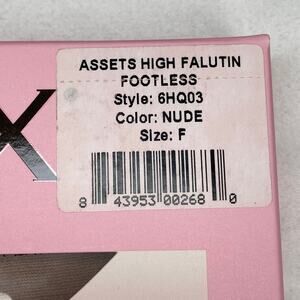 ASSETS HIGH FALUTIN
FOOTLESS
Style: 6HQ03
Color: NUDE
Size: F
X
8 43953 00268 0